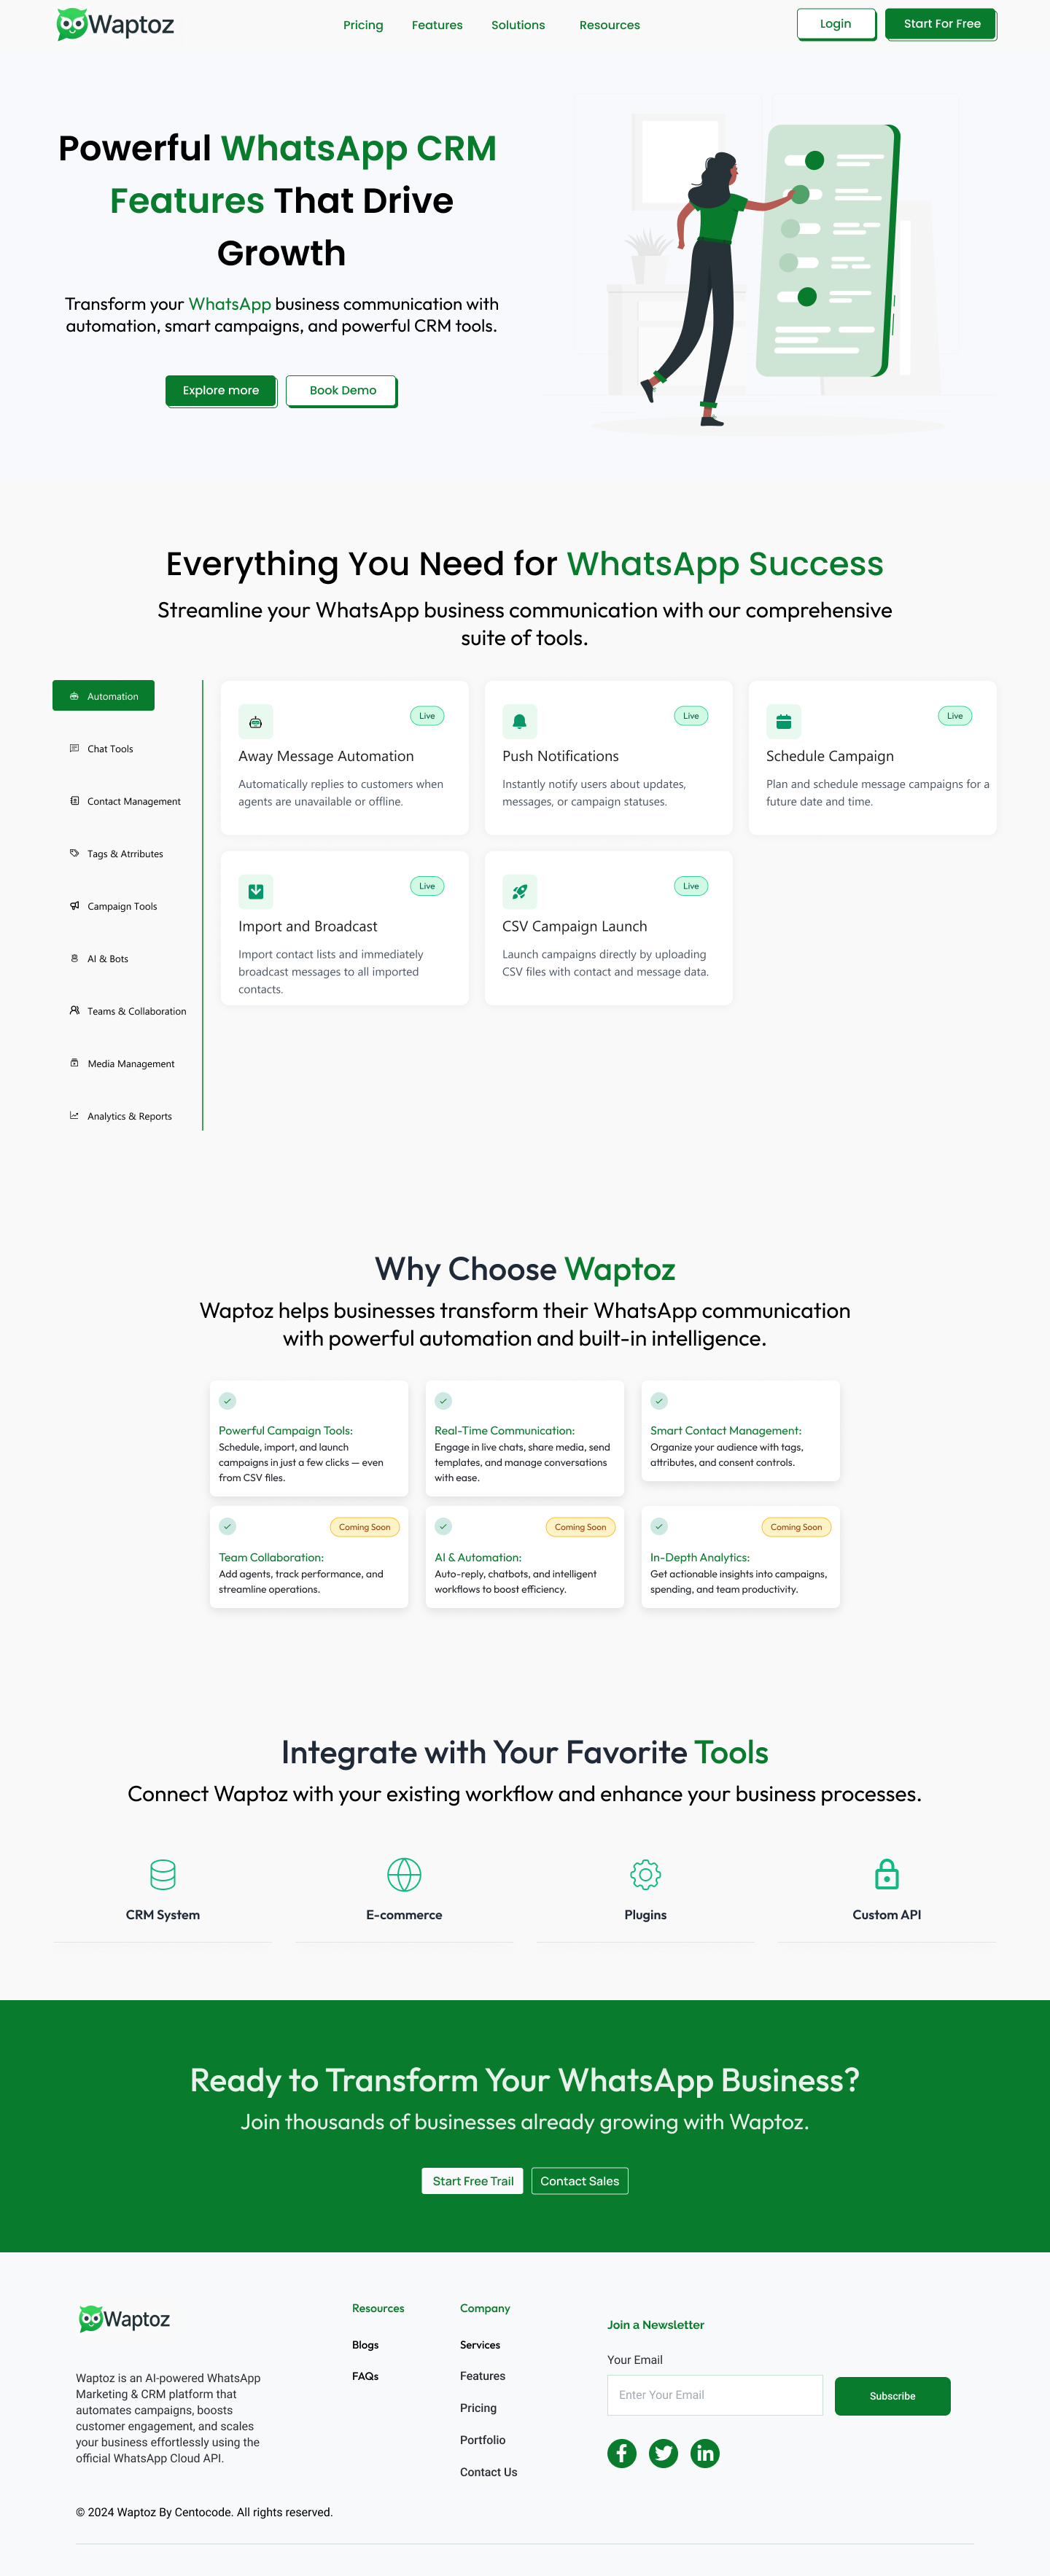 Waptoz
Pricing
Features
Solutions
Resources
Login
Start For Free
Powerful WhatsApp CRM
Features That Drive
Growth
Transform your WhatsApp business communication with
automation, smart campaigns, and powerful CRM tools.
Explore more
Book Demo
Everything You Need for WhatsApp Success
Streamline your WhatsApp business communication with our comprehensive
suite of tools.
Automation
Chat Tools
Contact Management
Tags & Atrributes
Campaign Tools
AI & Bots
Teams & Collaboration
Media Management
Analytics & Reports
Live
Away Message Automation
Automatically replies to customers when
agents are unavailable or offline.
Live
Push Notifications
Instantly notify users about updates,
messages, or campaign statuses.
Live
Schedule Campaign
Plan and schedule message campaigns for a
future date and time.
Live
Import and Broadcast
Import contact lists and immediately
broadcast messages to all imported
contacts.
Live
CSV Campaign Launch
Launch campaigns directly by uploading
CSV files with contact and message data.
Why Choose Waptoz
Waptoz helps businesses transform their WhatsApp communication
with powerful automation and built-in intelligence.
Powerful Campaign Tools:
Schedule, import, and launch
campaigns in just a few clicks — even
from CSV files.
Real-Time Communication:
Engage in live chats, share media, send
templates, and manage conversations
with ease.
Smart Contact Management:
Organize your audience with tags,
attributes, and consent controls.
Coming Soon
Team Collaboration:
Add agents, track performance, and
streamline operations.
Coming Soon
AI & Automation:
Auto-reply, chatbots, and intelligent
workflows to boost efficiency.
Coming Soon
In-Depth Analytics:
Get actionable insights into campaigns,
spending, and team productivity.
Integrate with Your Favorite Tools
Connect Waptoz with your existing workflow and enhance your business processes.
CRM System
E-commerce
Plugins
Custom API
Ready to Transform Your WhatsApp Business?
Join thousands of businesses already growing with Waptoz.
Start Free Trail
Contact Sales
Waptoz
Waptoz is an AI-powered WhatsApp
Marketing & CRM platform that
automates campaigns, boosts
customer engagement, and scales
your business effortlessly using the
official WhatsApp Cloud API.
Resources
Blogs
FAQs
Company
Services
Features
Pricing
Portfolio
Contact Us
Join a Newsletter
Your Email
Enter Your Email
Subscribe
© 2024 Waptoz By Centocode. All rights reserved.